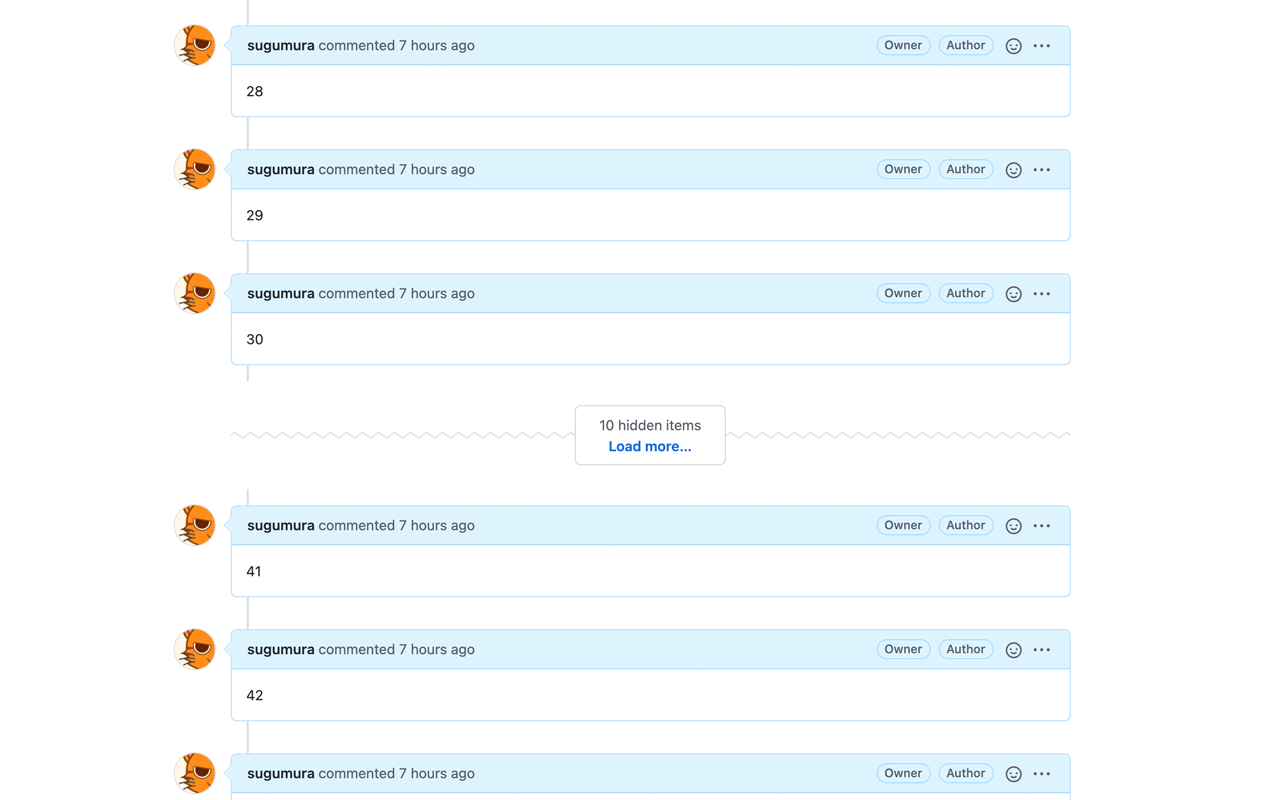 sugumura commented 7 hours ago Owner Author
28
sugumura commented 7 hours ago Owner Author
29
sugumura commented 7 hours ago Owner Author
30
10 hidden items
Load more...
sugumura commented 7 hours ago Owner Author
41
sugumura commented 7 hours ago Owner Author
42
sugumura commented 7 hours ago Owner Author